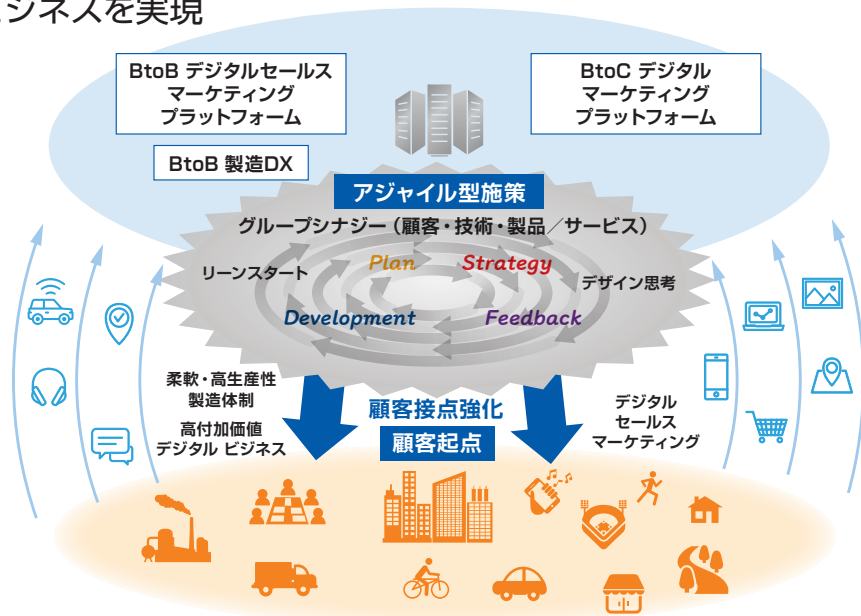 ジネスを実現
BtoB デジタルセールス
マーケティング
プラットフォーム
BtoC デジタル
マーケティング
プラットフォーム
BtoB 製造DX
アジャイル型施策
グループシナジー（顧客・技術・製品／サービス）
リーンスタート
Plan
Strategy
デザイン思考
Development
Feedback
柔軟・高生産性
製造体制
高付加価値
デジタル ビジネス
顧客接点強化
顧客起点
デジタル
セールス
マーケティング